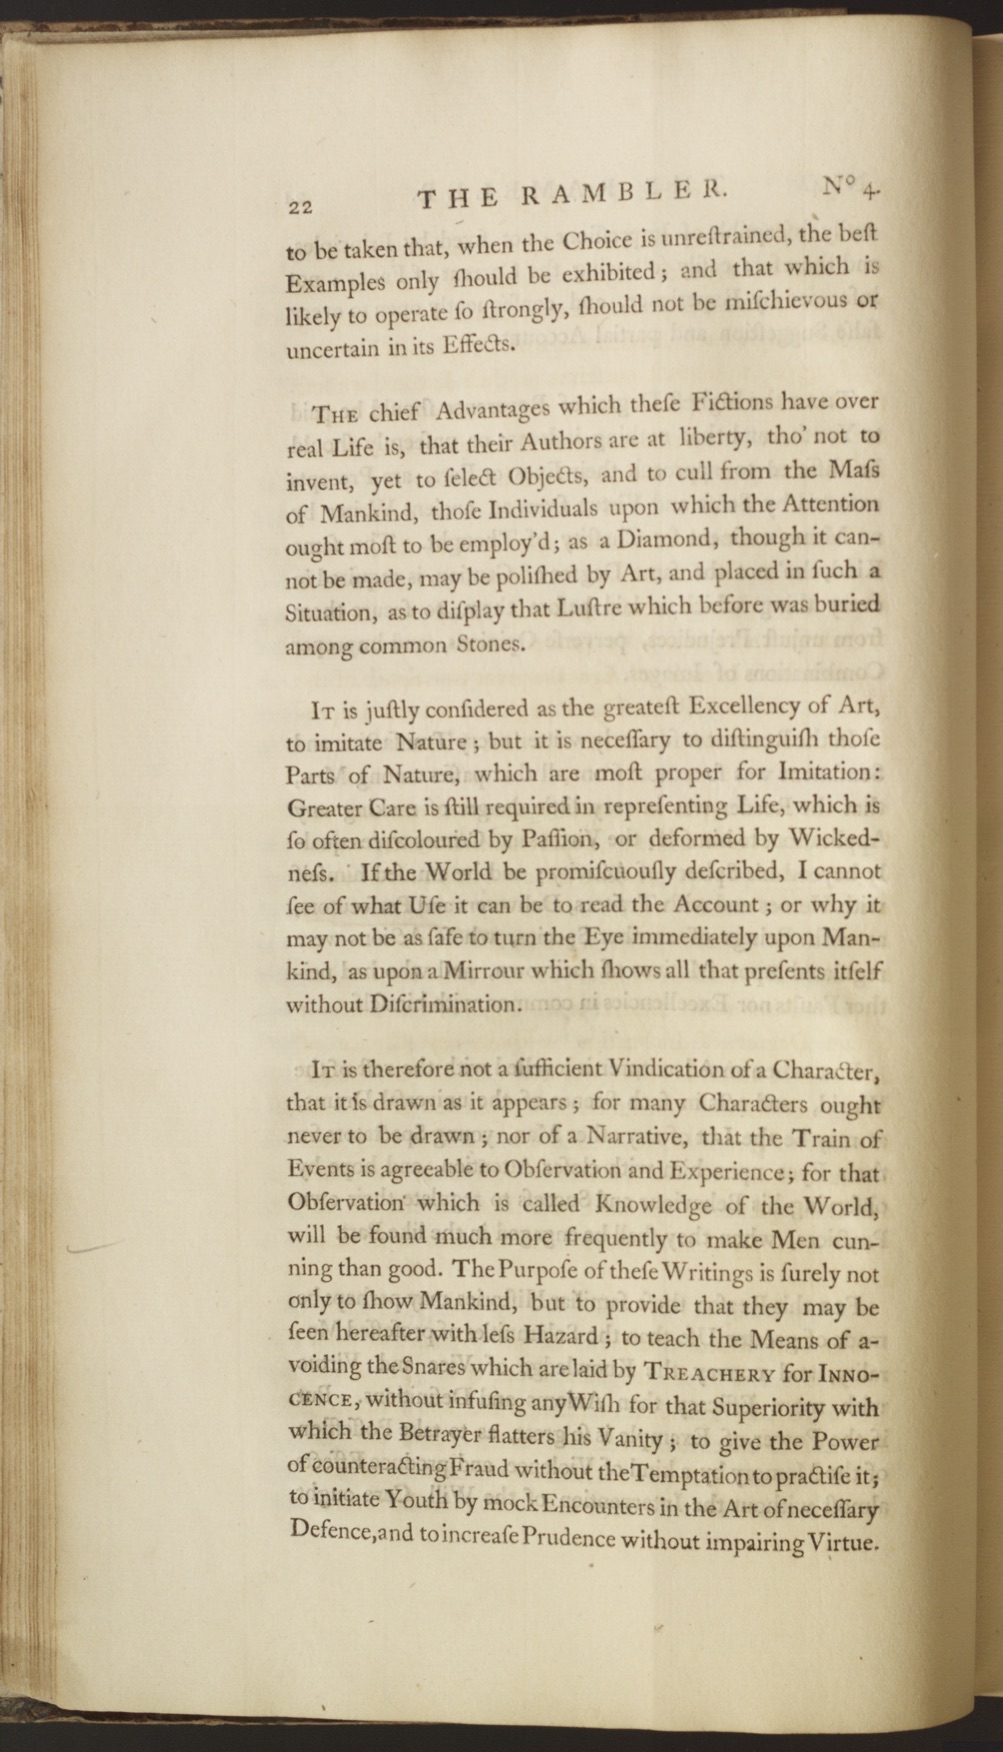 22 THE RAMBLER. Nº 4.
to be taken that, when the Choice is unreſtrained, the beſt
Examples only ſhould be exhibited; and that which is
likely to operate ſo ſtrongly, ſhould not be miſchievous or
uncertain in its Effects.
THE chief Advantages which theſe Fictions have over
real Life is, that their Authors are at liberty, tho' not to
invent, yet to ſelect Objects, and to cull from the Maſs
of Mankind, thoſe Individuals upon which the Attention
ought moſt to be employ'd; as a Diamond, though it can-
not be made, may be poliſhed by Art, and placed in ſuch a
Situation, as to diſplay that Luſtre which before was buried
among common Stones.
IT is juſtly conſidered as the greateſt Excellency of Art,
to imitate Nature; but it is neceſſary to diſtinguiſh thoſe
Parts of Nature, which are moſt proper for Imitation:
Greater Care is ſtill required in repreſenting Life, which is
ſo often diſcoloured by Paſſion, or deformed by Wicked-
neſs. If the World be promiſcuouſly deſcribed, I cannot
ſee of what Uſe it can be to read the Account; or why it
may not be as ſafe to turn the Eye immediately upon Man-
kind, as upon a Mirrour which ſhows all that preſents itſelf
without Diſcrimination.
IT is therefore not a ſufficient Vindication of a Character,
that it is drawn as it appears; for many Characters ought
never to be drawn; nor of a Narrative, that the Train of
Events is agreeable to Obſervation and Experience; for that
Obſervation which is called Knowledge of the World,
will be found much more frequently to make Men cun-
ning than good. The Purpoſe of theſe Writings is ſurely not
only to ſhow Mankind, but to provide that they may be
ſeen hereafter with leſs Hazard; to teach the Means of a-
voiding the Snares which are laid by TREACHERY for INNO-
CENCE, without infuſing any Wiſh for that Superiority with
which the Betrayer flatters his Vanity; to give the Power
of counteracting Fraud without the Temptation to practiſe it;
to initiate Youth by mock Encounters in the Art of neceſſary
Defence, and to increaſe Prudence without impairing Virtue.